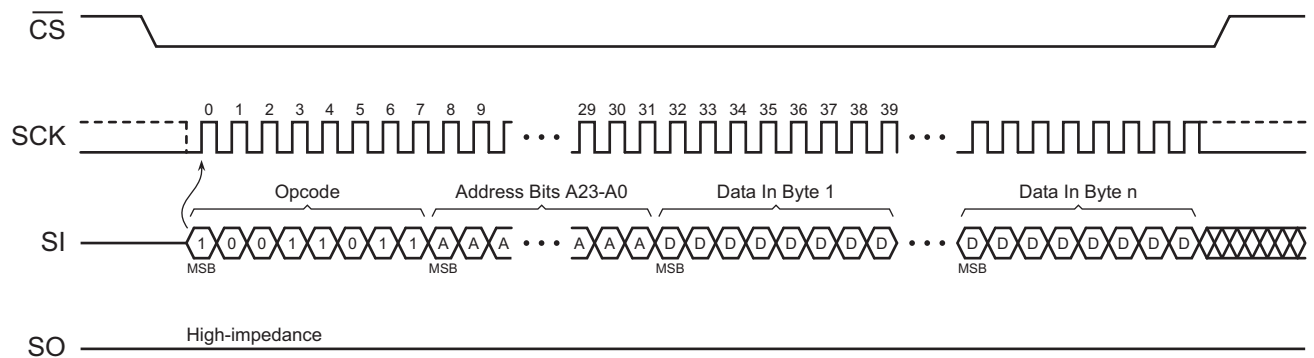 CS
SCK
0 1 2 3 4 5 6 7 8 9 29 30 31 32 33 34 35 36 37 38 39
Opcode Address Bits A23-A0 Data In Byte 1 Data In Byte n
SI
1 0 0 1 1 0 1 1 A A A A A A D D D D D D D D D D D D D D D D
MSB MSB MSB MSB
High-impedance
SO